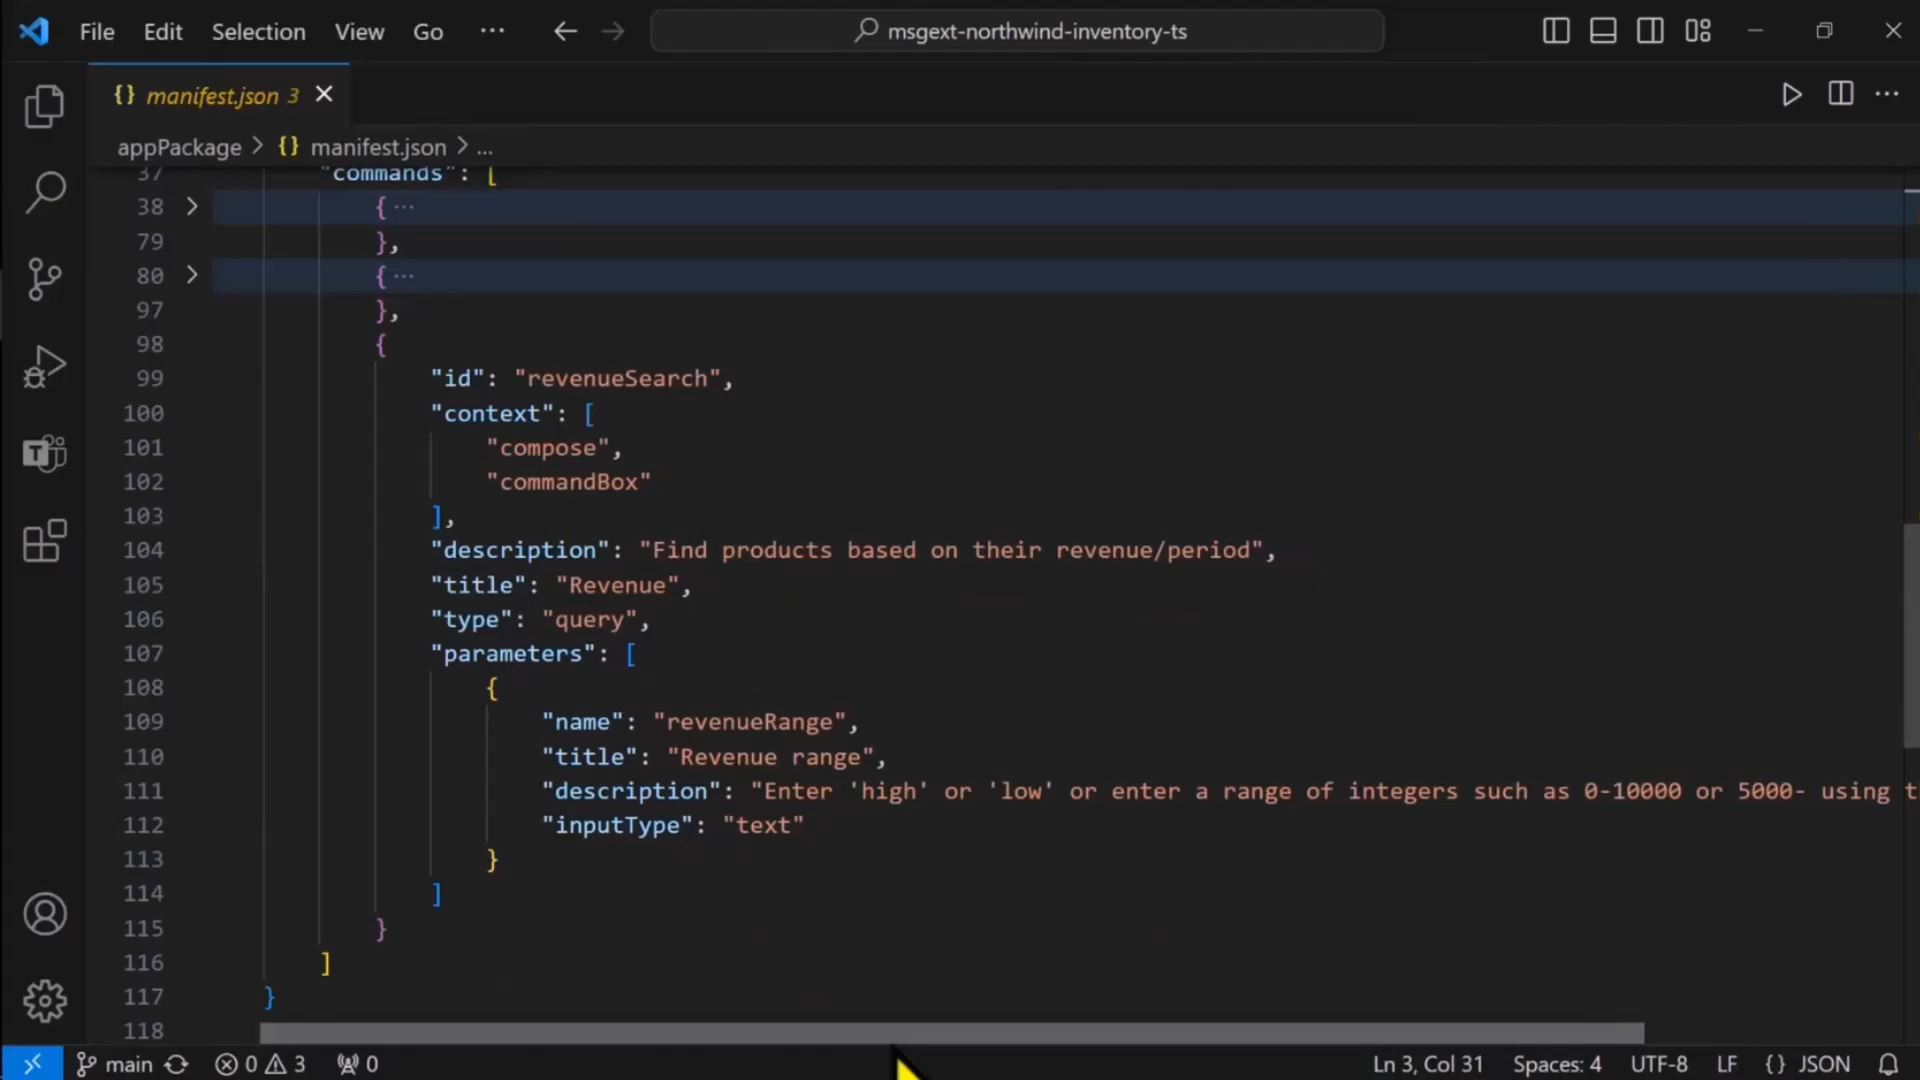 File Edit Selection View Go ··· msgext-northwind-inventory-ts
{} manifest.json 3
appPackage > {} manifest.json > ...
37 "commands": [
38 { ···
79 },
80 { ···
97 },
98 {
99 "id": "revenueSearch",
100 "context": [
101 "compose",
102 "commandBox"
103 ],
104 "description": "Find products based on their revenue/period",
105 "title": "Revenue",
106 "type": "query",
107 "parameters": [
108 {
109 "name": "revenueRange",
110 "title": "Revenue range",
111 "description": "Enter 'high' or 'low' or enter a range of integers such as 0-10000 or 5000- using t
112 "inputType": "text"
113 }
114 ]
115 }
116 ]
117 }
118
main 0 3 0 Ln 3, Col 31 Spaces: 4 UTF-8 LF {} JSON